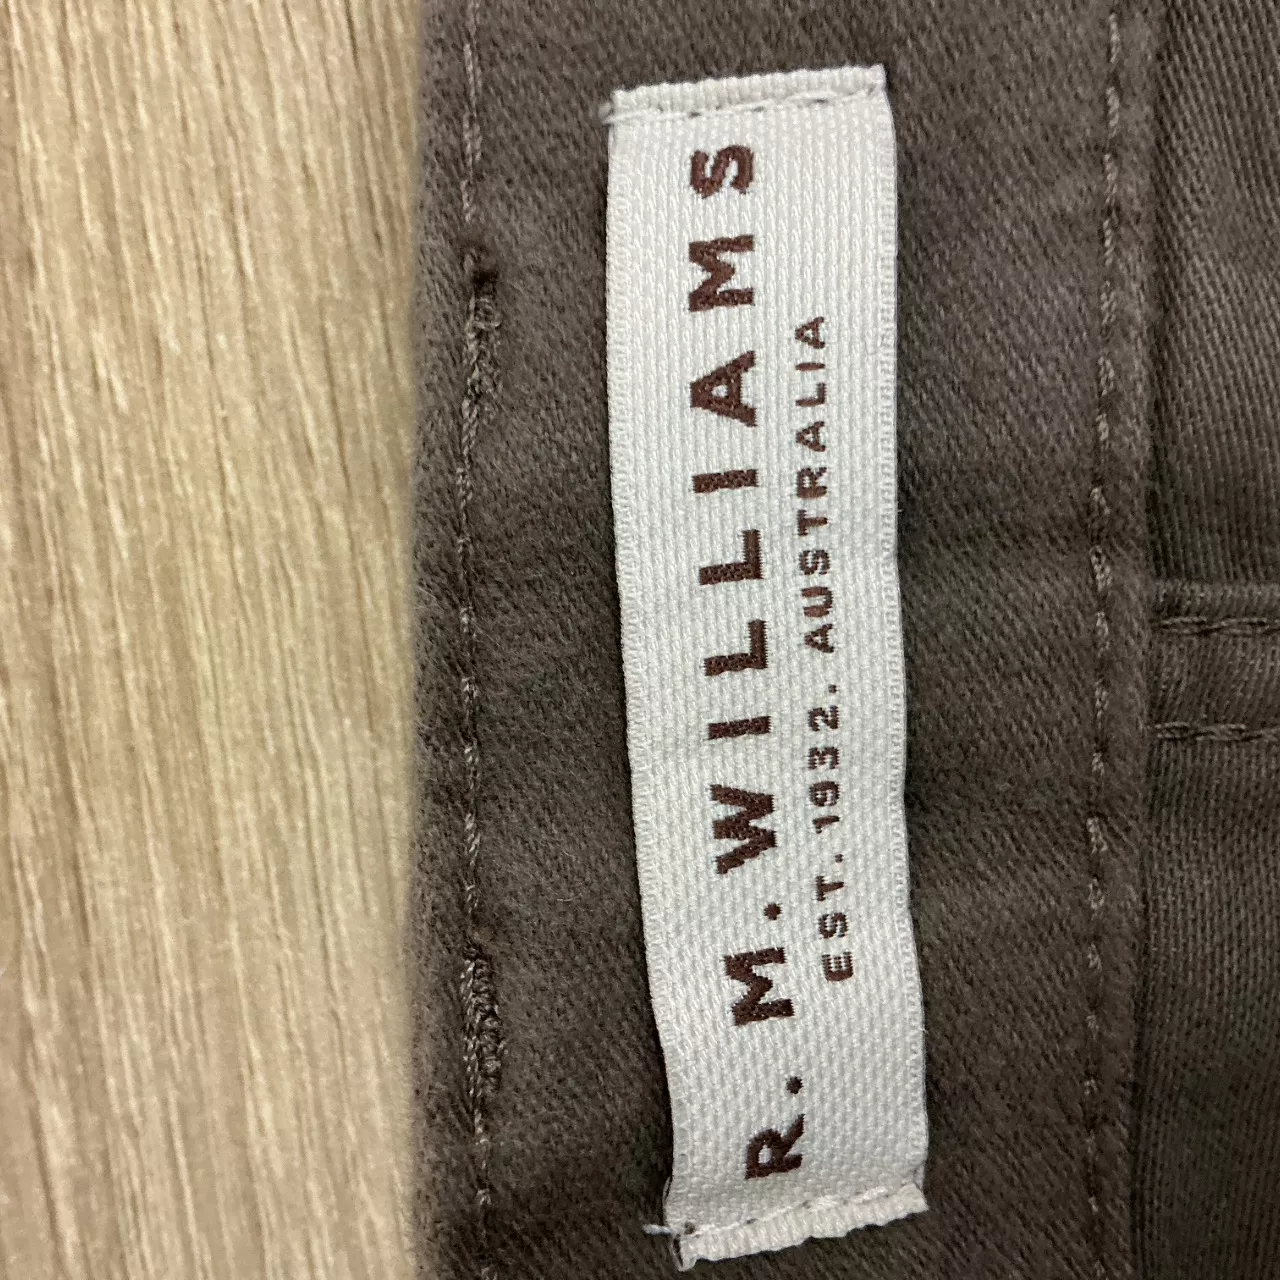 R. M. WILLIAMS
EST. 1932. AUSTRALIA